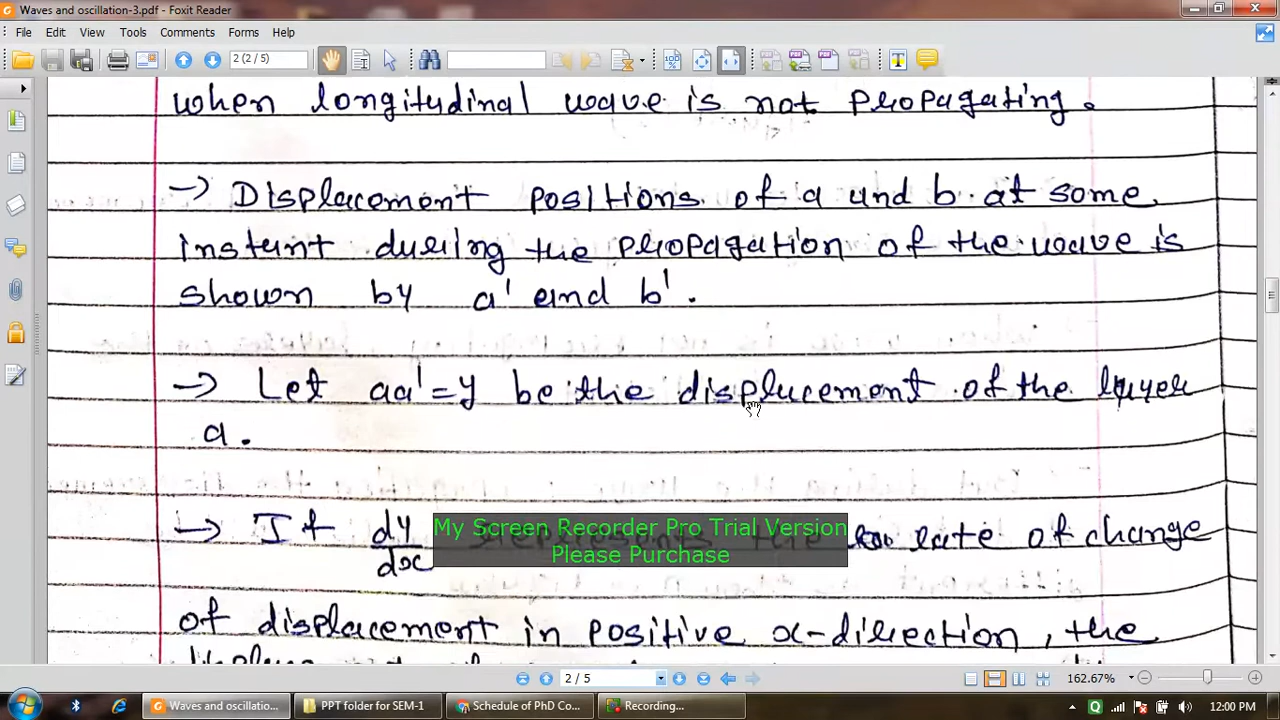 Waves and oscillation-3.pdf - Foxit Reader
File Edit View Tools Comments Forms Help
2 (2 / 5)
when longitudinal wave is not propagating.
→ Displacement positions of a and b at some
instant during the propagation of the wave is
shown by a' and b'.
→ Let aa' = y be the displacement of the layer
a.
→ If dy/dx represents the rate of change
My Screen Recorder Pro Trial Version
Please Purchase
of displacement in positive x-direction, the
2 / 5
162.67%
Waves and oscillatio...
PPT folder for SEM-1
Schedule of PhD Co...
Recording...
12:00 PM